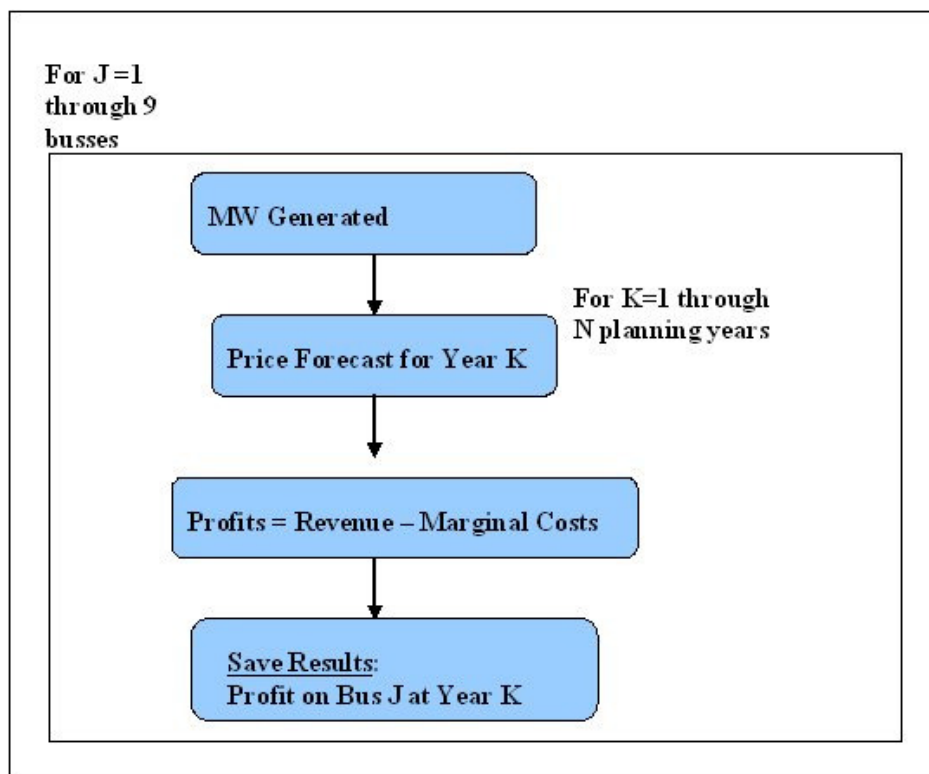 For J =1
through 9
busses
MW Generated
For K=1 through
N planning years
Price Forecast for Year K
Profits = Revenue – Marginal Costs
Save Results:
Profit on Bus J at Year K